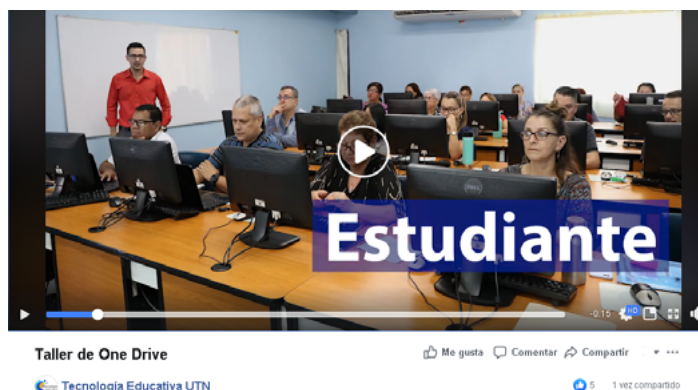 DELL
Estudiante
-0:15
HD
Taller de One Drive
Me gusta Comentar Compartir
Tecnología Educativa UTN
5 1 vez compartido